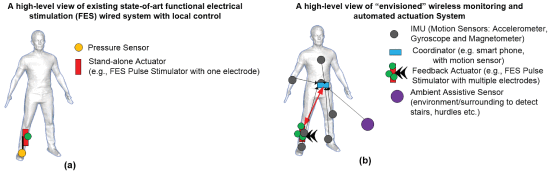 A high-level view of existing state-of-art functional electrical
stimulation (FES) wired system with local control
Pressure Sensor
Stand-alone Actuator
(e.g., FES Pulse Stimulator with one electrode)
(a)
A high-level view of “envisioned” wireless monitoring and
automated actuation System
IMU (Motion Sensors: Accelerometer,
Gyroscope and Magnetometer)
Coordinator (e.g. smart phone,
with motion sensor)
Feedback Actuator (e.g., FES Pulse
Stimulator with multiple electrodes)
Ambient Assistive Sensor
(environment/surrounding to detect
stairs, hurdles etc.)
(b)